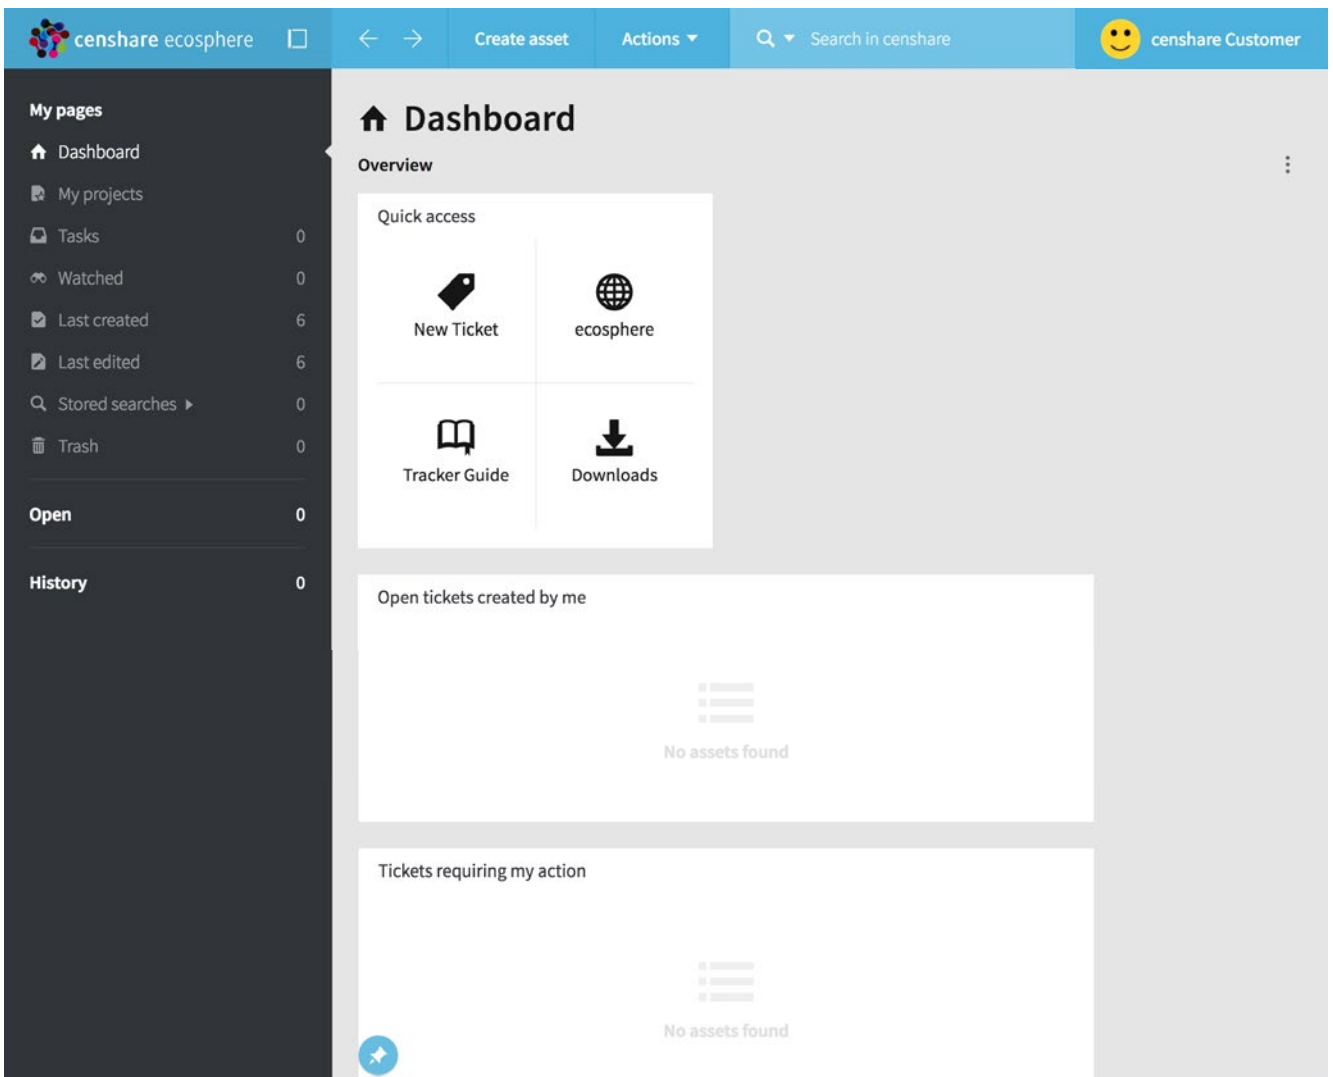 censhare ecosphere
Create asset
Actions
Search in censhare
censhare Customer
My pages
Dashboard
My projects
Tasks 0
Watched 0
Last created 6
Last edited 6
Stored searches 0
Trash 0
Open 0
History 0
Dashboard
Overview
Quick access
New Ticket
ecosphere
Tracker Guide
Downloads
Open tickets created by me
No assets found
Tickets requiring my action
No assets found